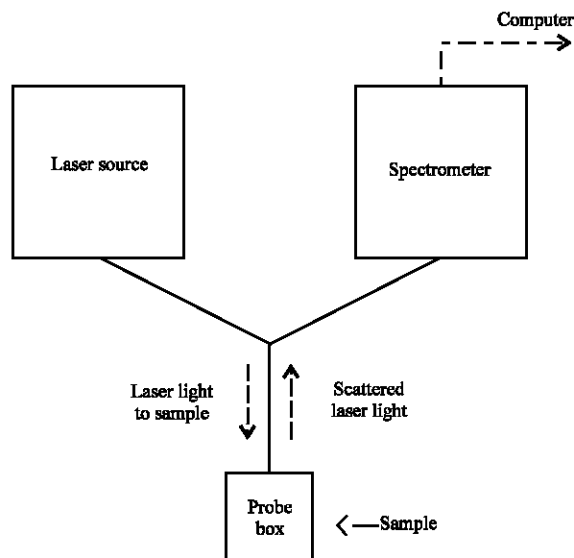 Computer
Laser source
Spectrometer
Laser light
to sample
Scattered
laser light
Probe
box
Sample